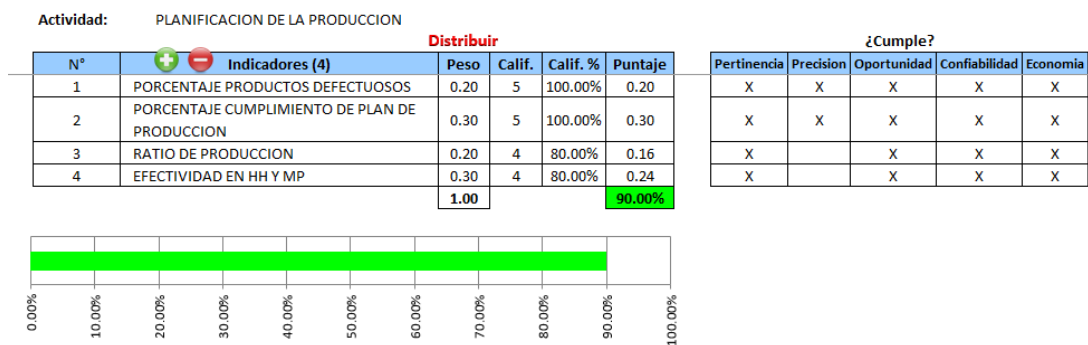 Actividad: PLANIFICACION DE LA PRODUCCION
Distribuir ¿Cumple?
N° Indicadores (4) Peso Calif. Calif. % Puntaje Pertinencia Precision Oportunidad Confiabilidad Economia
1 PORCENTAJE PRODUCTOS DEFECTUOSOS 0.20 5 100.00% 0.20 X X X X X
PORCENTAJE CUMPLIMIENTO DE PLAN DE
2 PRODUCCION 0.30 5 100.00% 0.30 X X X X X
3 RATIO DE PRODUCCION 0.20 4 80.00% 0.16 X X X X
4 EFECTIVIDAD EN HH Y MP 0.30 4 80.00% 0.24 X X X X
1.00 90.00%
0.00% 10.00% 20.00% 30.00% 40.00% 50.00% 60.00% 70.00% 80.00% 90.00% 100.00%